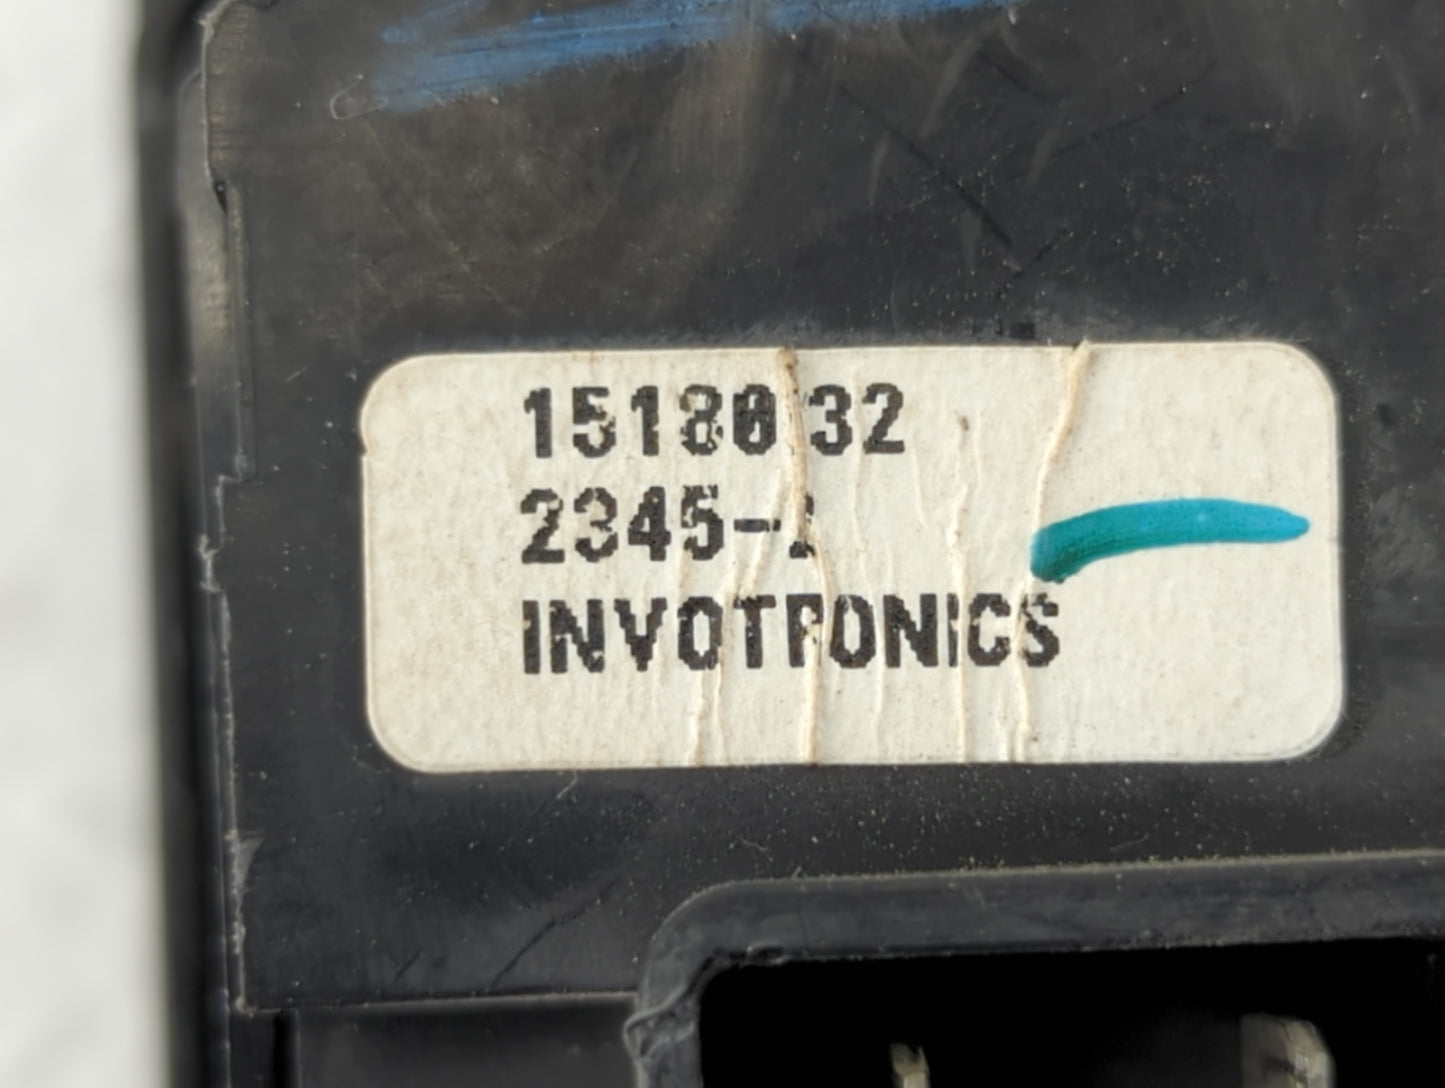 15180 32
2345-
INVOTRONICS